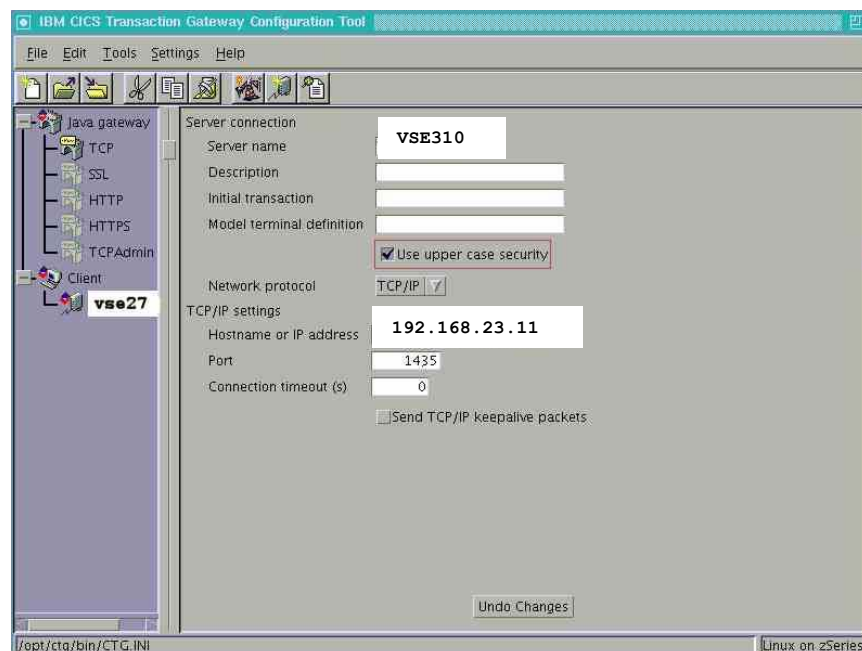 IBM CICS Transaction Gateway Configuration Tool
File Edit Tools Settings Help
Java gateway
TCP
SSL
HTTP
HTTPS
TCPAdmin
Client
vse27
Server connection
Server name VSE310
Description
Initial transaction
Model terminal definition
Use upper case security
Network protocol TCP/IP
TCP/IP settings
Hostname or IP address 192.168.23.11
Port 1435
Connection timeout (s) 0
Send TCP/IP keepalive packets
Undo Changes
/opt/ctg/bin/CTG.INI Linux on zSeries